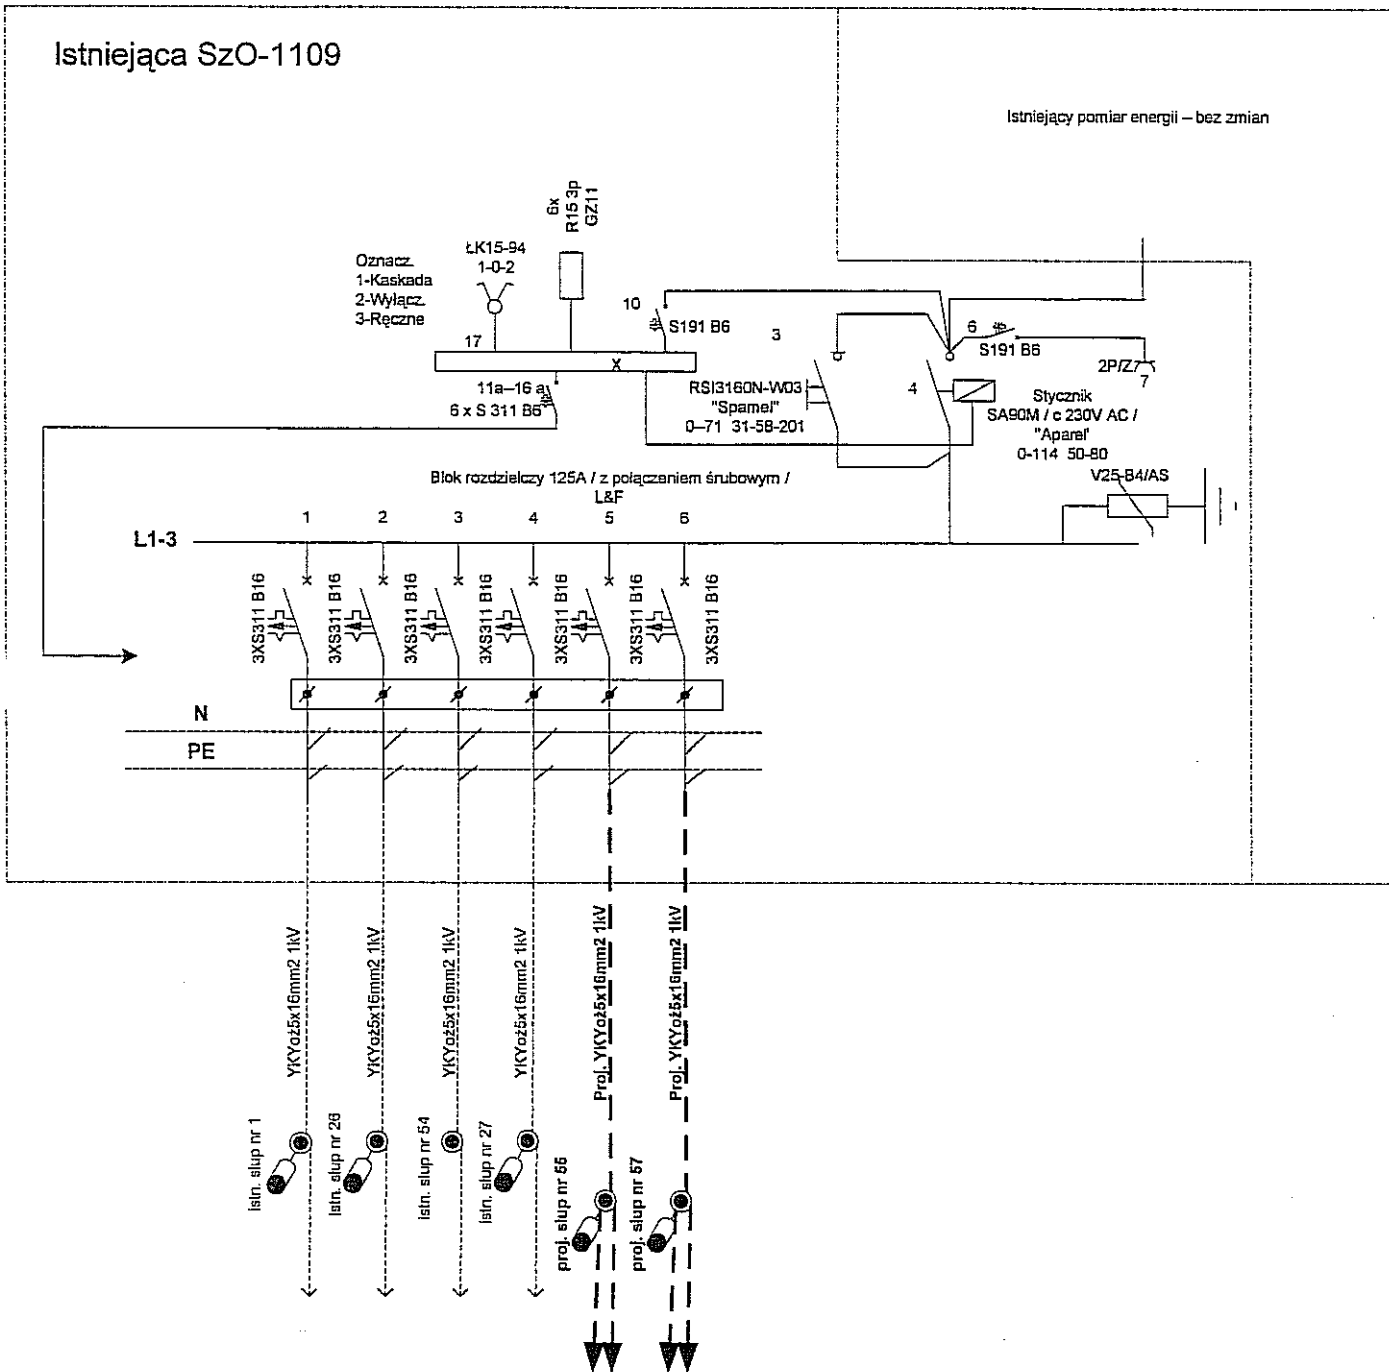 Istniejąca SzO-1109
Istniejący pomiar energii – bez zmian
6x
R15 3p
GZ11
ŁK15-94
1-0-2
Oznacz.
1-Kaskada
2-Wyłącz.
3-Ręczne
17
X
10
S191 B6
3
6
S191 B6
2P/Z
7
11a–16 a
6 x S 311 B6
RSI3160N-W03
"Spamel"
0–71 31-58-201
4
Stycznik
SA90M / c 230V AC /
"Aparel"
0-114 50-80
V25-B4/AS
Blok rozdzielczy 125A / z połączeniem śrubowym /
L&F
1 2 3 4 5 6
L1-3
3XS311 B16
3XS311 B16
3XS311 B16
3XS311 B16
3XS311 B16
3XS311 B16
3XS311 B16
N
PE
YKYoż5x16mm2 1kV
YKYoż5x16mm2 1kV
YKYoż5x16mm2 1kV
YKYoż5x16mm2 1kV
Proj. YKYoż5x16mm2 1kV
Proj. YKYoż5x16mm2 1kV
Istn. słup nr 1
Istn. słup nr 26
Istn. słup nr 54
Istn. słup nr 27
proj. słup nr 55
proj. słup nr 57